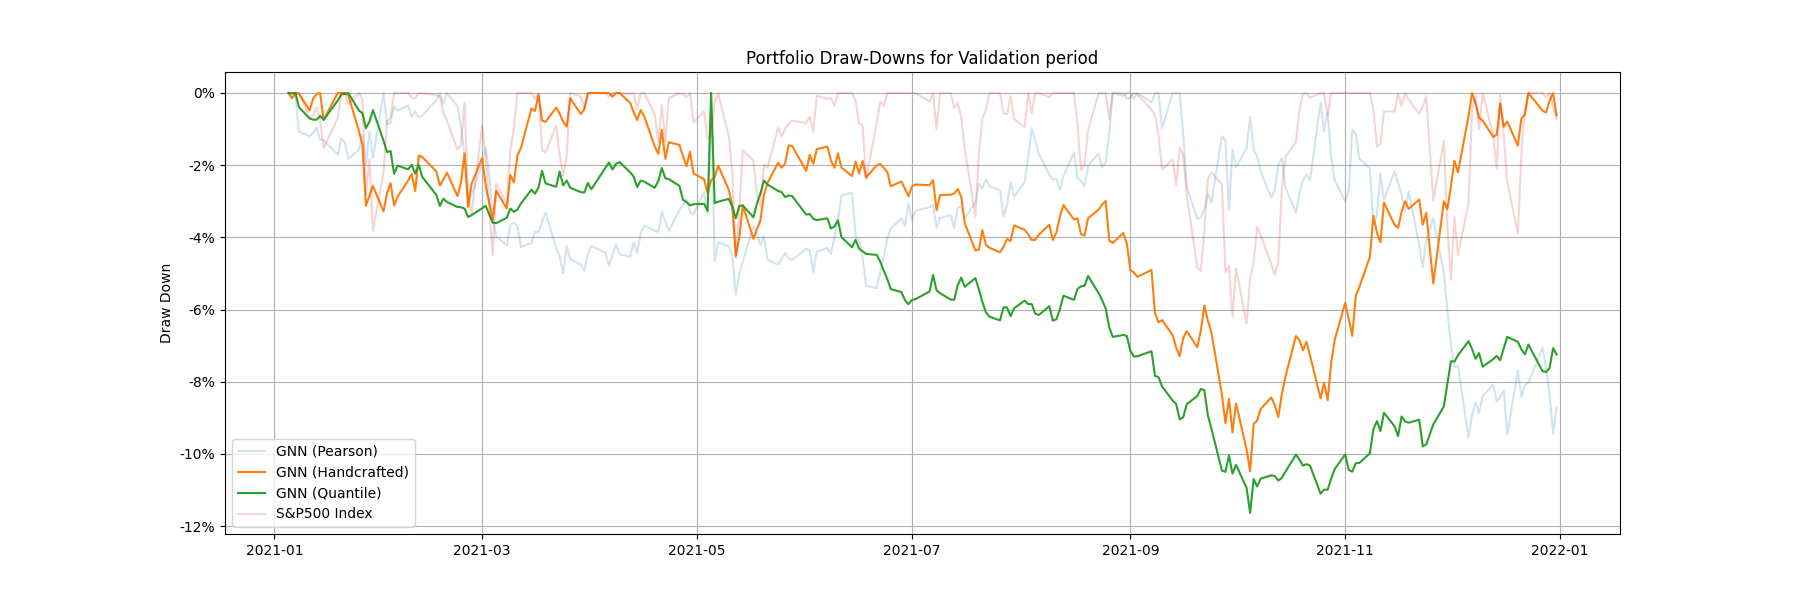 Portfolio Draw-Downs for Validation period
Draw Down
0%
-2%
-4%
-6%
-8%
-10%
-12%
GNN (Pearson)
GNN (Handcrafted)
GNN (Quantile)
S&P500 Index
2021-01
2021-03
2021-05
2021-07
2021-09
2021-11
2022-01